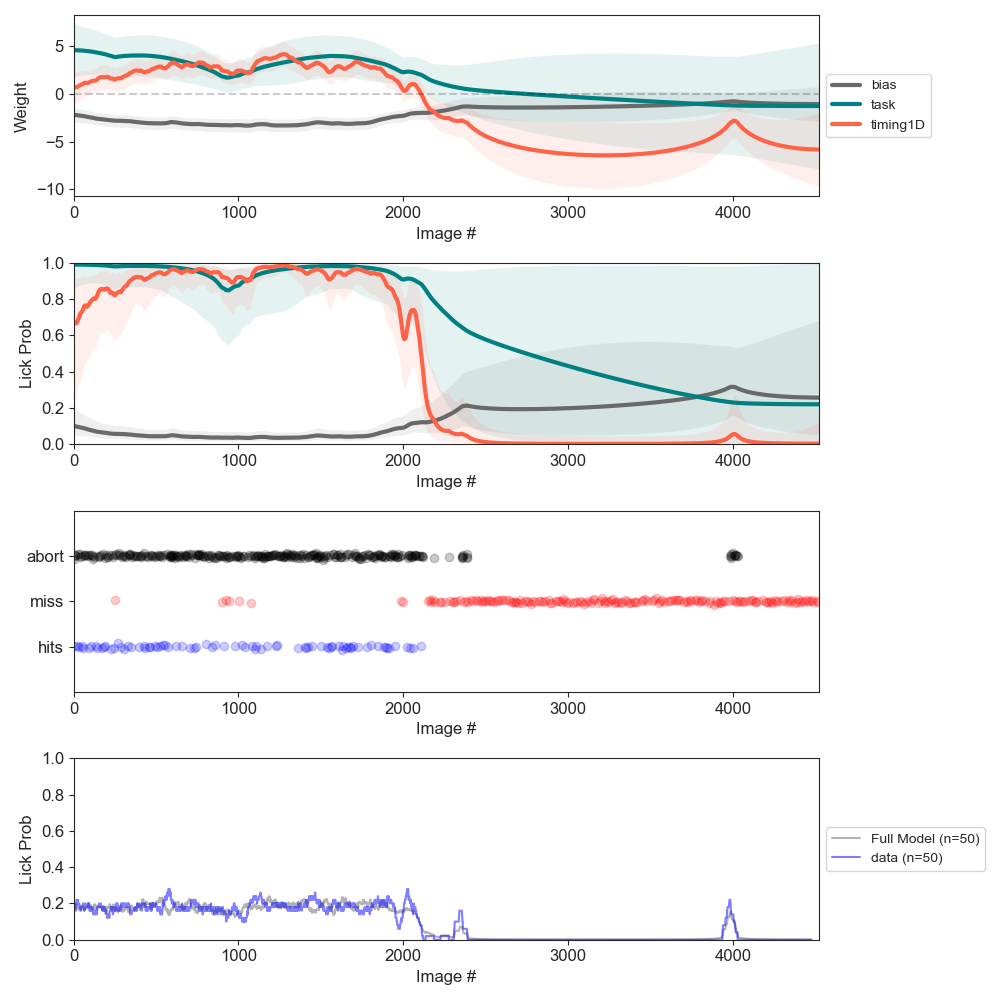 5
0
−5
−10
Weight
0 1000 2000 3000 4000
Image #
bias
task
timing1D
1.0
0.8
0.6
0.4
0.2
0.0
Lick Prob
0 1000 2000 3000 4000
Image #
abort
miss
hits
0 1000 2000 3000 4000
Image #
1.0
0.8
0.6
0.4
0.2
0.0
Lick Prob
0 1000 2000 3000 4000
Image #
Full Model (n=50)
data (n=50)